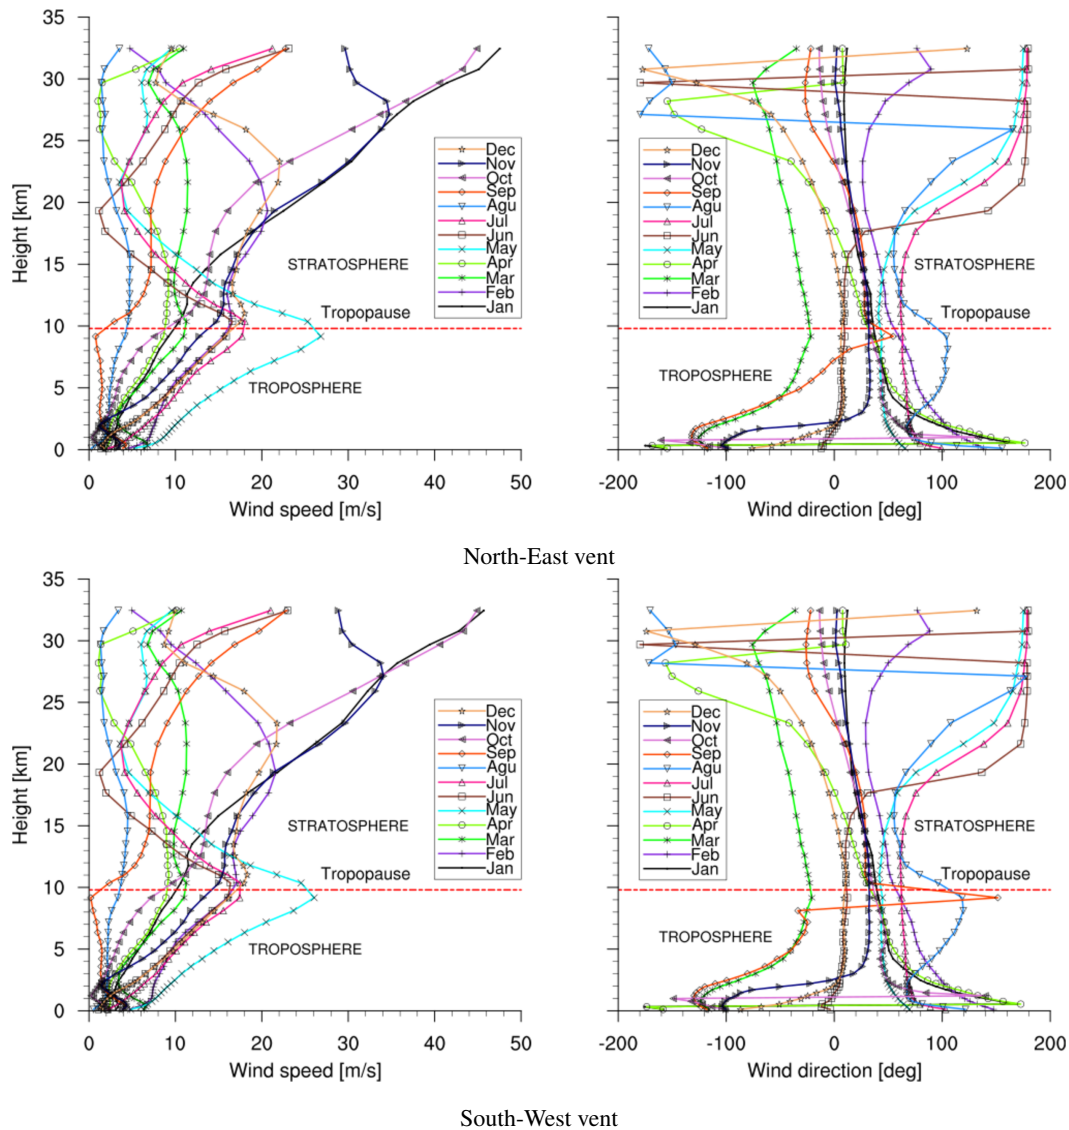 35
30
25
20
15
10
5
0
Height [km]
Dec
Nov
Oct
Sep
Agu
Jul
Jun
May
Apr
Mar
Feb
Jan
STRATOSPHERE
Tropopause
TROPOSPHERE
0 10 20 30 40 50
Wind speed [m/s]
Dec
Nov
Oct
Sep
Agu
Jul
Jun
May
Apr
Mar
Feb
Jan
STRATOSPHERE
Tropopause
TROPOSPHERE
-200 -100 0 100 200
Wind direction [deg]
North-East vent
35
30
25
20
15
10
5
0
Height [km]
Dec
Nov
Oct
Sep
Agu
Jul
Jun
May
Apr
Mar
Feb
Jan
STRATOSPHERE
Tropopause
TROPOSPHERE
0 10 20 30 40 50
Wind speed [m/s]
Dec
Nov
Oct
Sep
Agu
Jul
Jun
May
Apr
Mar
Feb
Jan
STRATOSPHERE
Tropopause
TROPOSPHERE
-200 -100 0 100 200
Wind direction [deg]
South-West vent